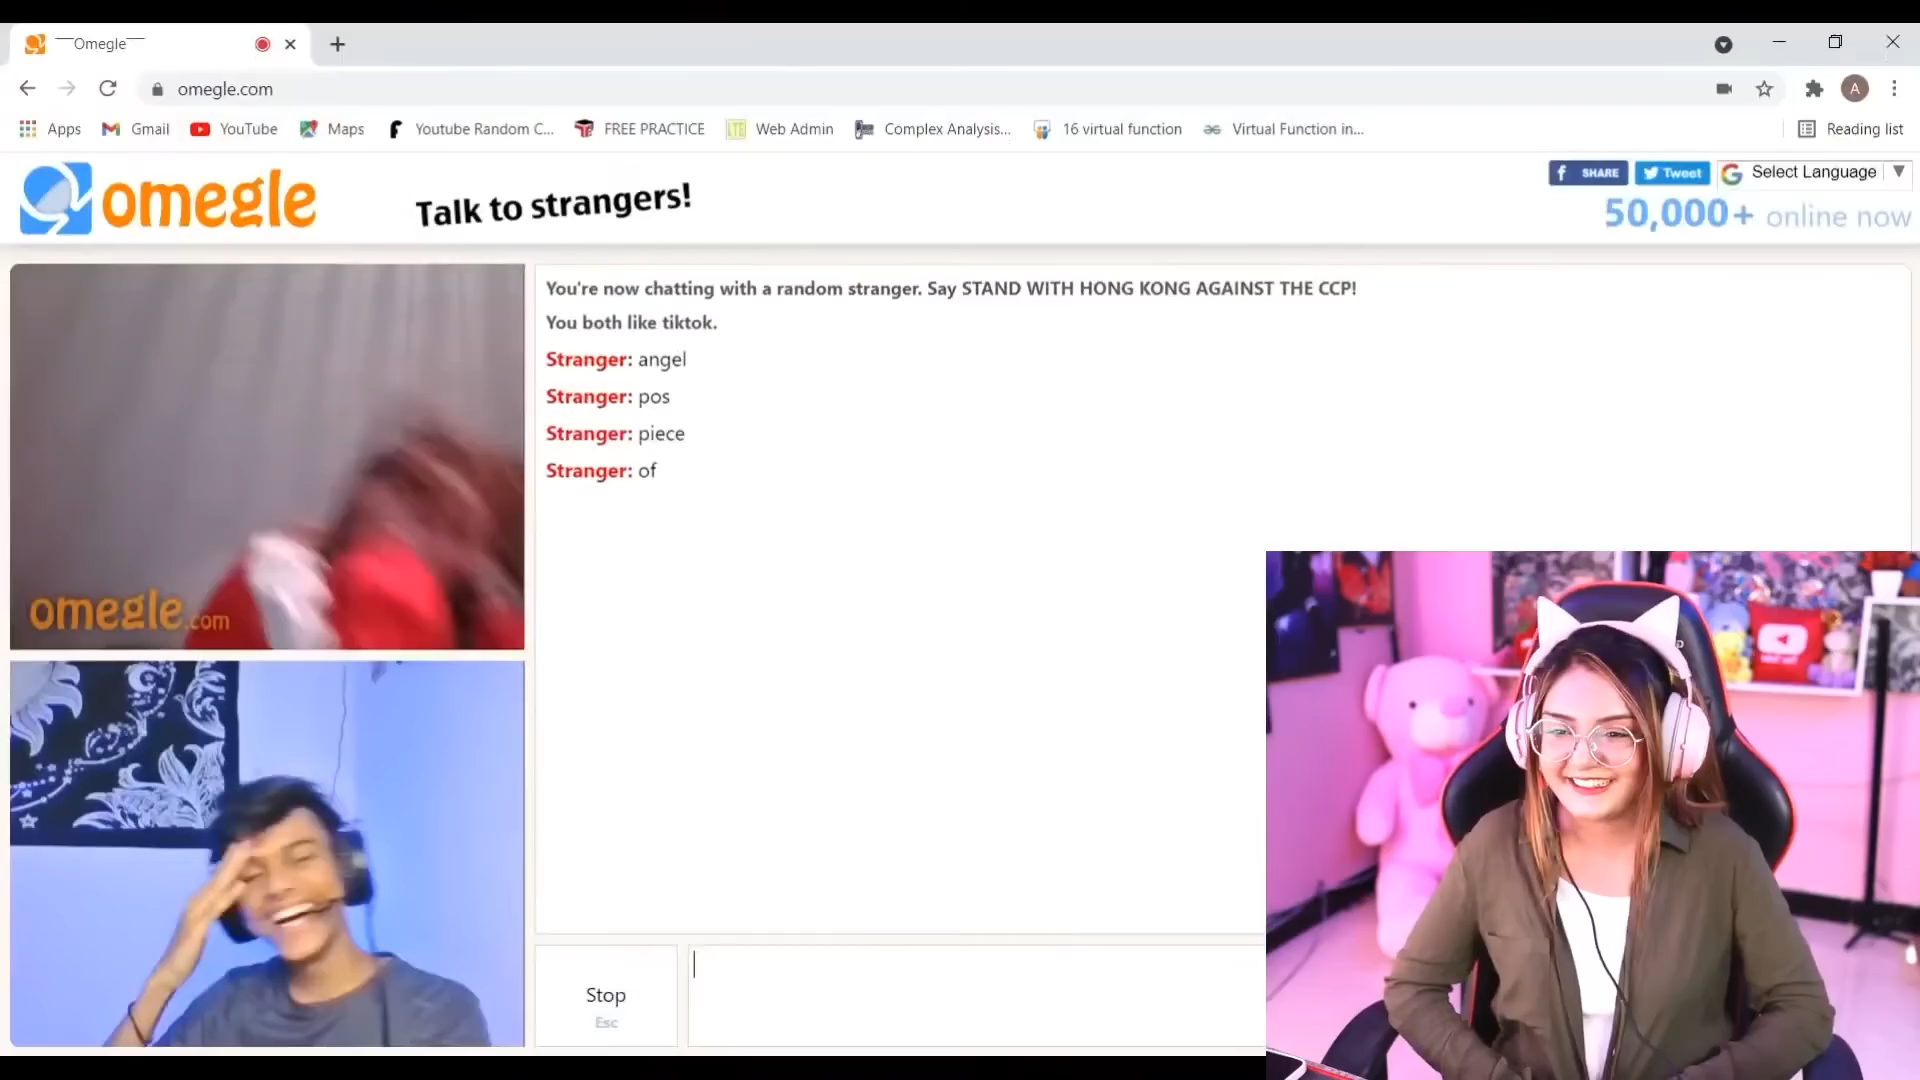 Omegle
omegle.com
Apps
Gmail
YouTube
Maps
Youtube Random C...
FREE PRACTICE
Web Admin
Complex Analysis...
16 virtual function
Virtual Function in...
Reading list
omegle
Talk to strangers!
SHARE
Tweet
Select Language
50,000+ online now
You're now chatting with a random stranger. Say STAND WITH HONG KONG AGAINST THE CCP!
You both like tiktok.
Stranger: angel
Stranger: pos
Stranger: piece
Stranger: of
omegle.com
Stop
Esc
A